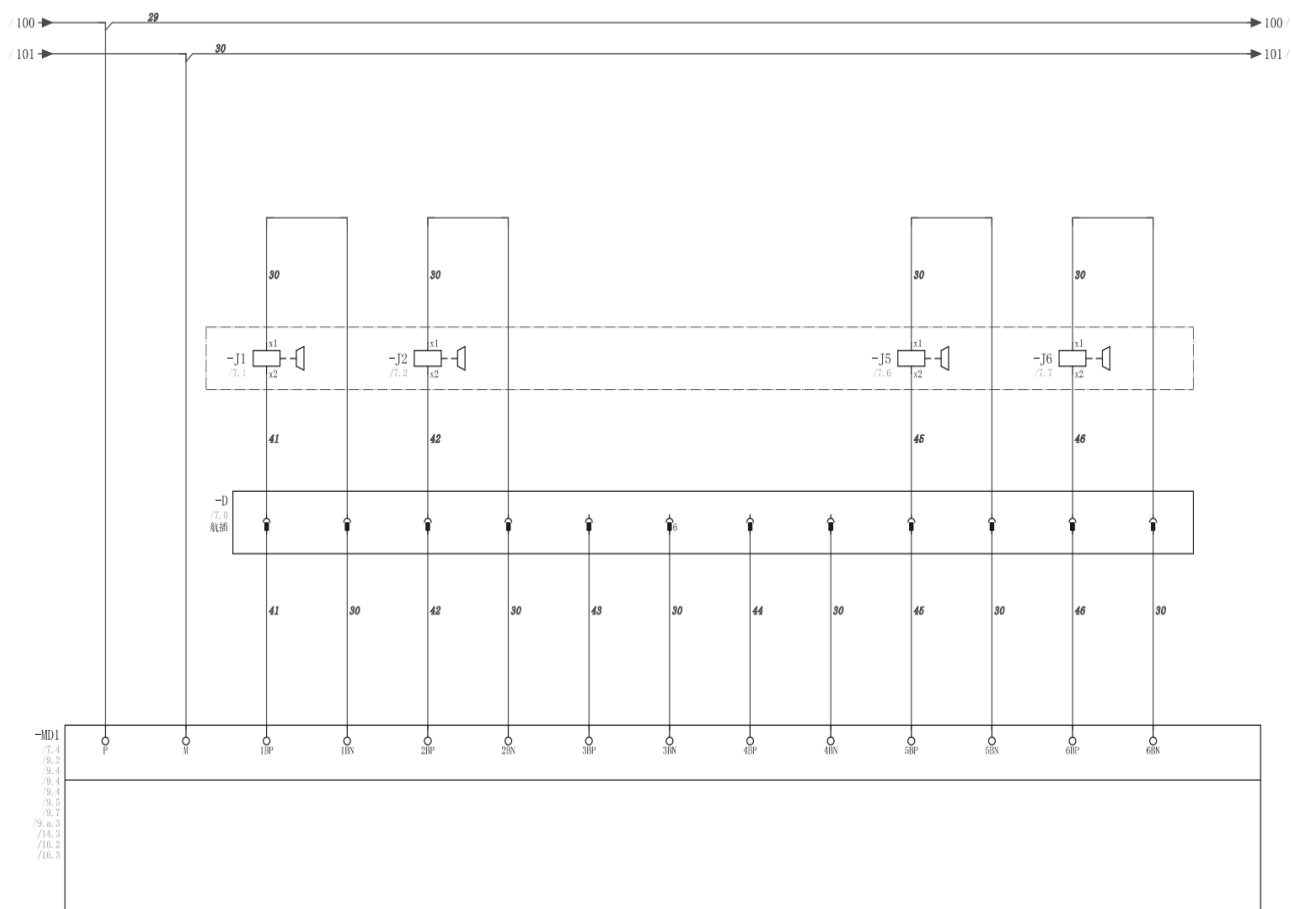 / 100
29
100 /
/ 101
30
101 /
30
30
30
30
-J1
/7.1
x1
x2
-J2
/7.2
x1
x2
-J5
/7.6
x1
x2
-J6
/7.7
x1
x2
41
42
45
46
-D
/7.0
航插
6
41
30
42
30
43
30
44
30
45
30
46
30
-MD1
/7.4
/9.2
/9.4
/9.4
/9.4
/9.5
/9.7
/9.a.3
/14.3
/16.2
/16.3
P
M
1BP
1BN
2BP
2BN
3BP
3BN
4BP
4BN
5BP
5BN
6BP
6BN